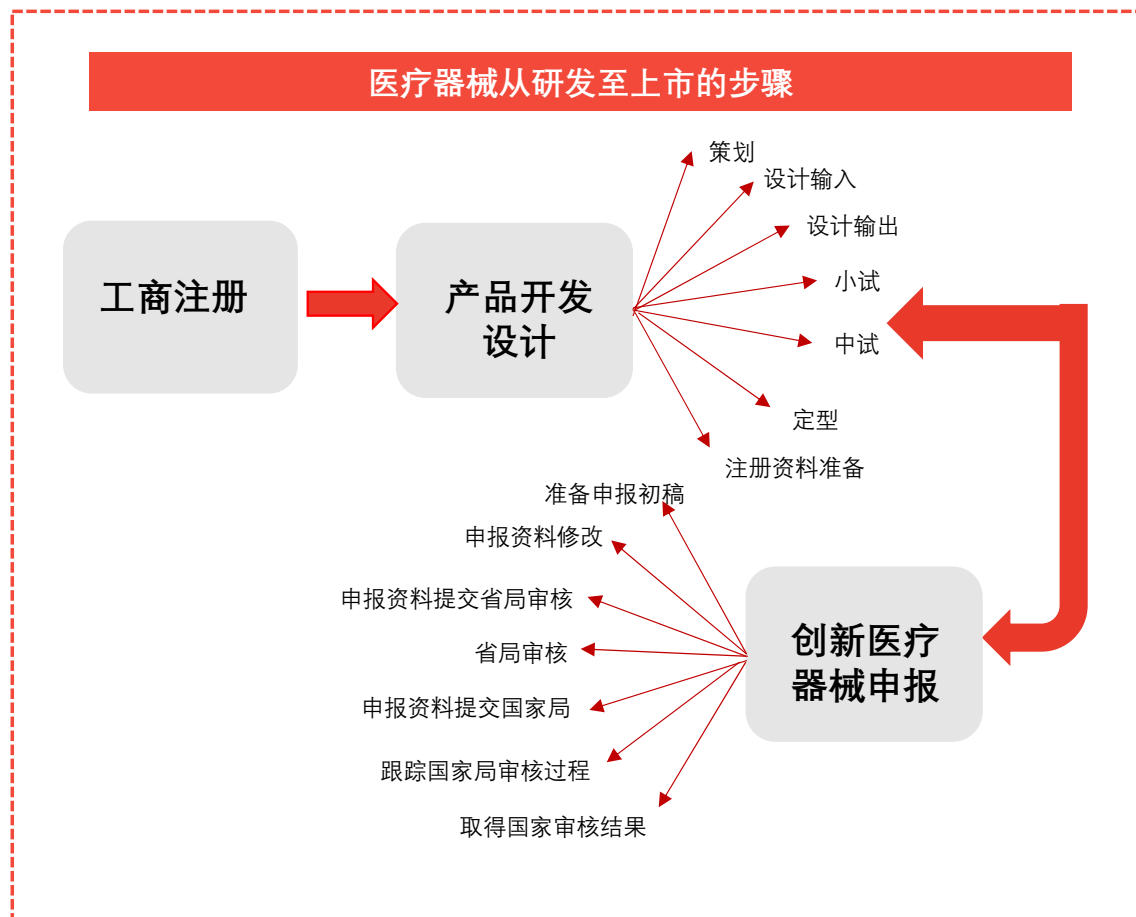 医疗器械从研发至上市的步骤
工商注册
产品开发
设计
策划
设计输入
设计输出
小试
中试
定型
注册资料准备
准备申报初稿
申报资料修改
申报资料提交省局审核
省局审核
申报资料提交国家局
跟踪国家局审核过程
取得国家审核结果
创新医疗
器械申报